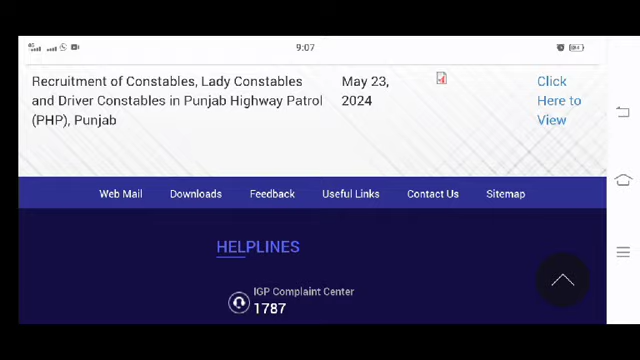 9:07
Recruitment of Constables, Lady Constables
and Driver Constables in Punjab Highway Patrol
(PHP), Punjab
May 23,
2024
Click
Here to
View
Web Mail Downloads Feedback Useful Links Contact Us Sitemap
HELPLINES
IGP Complaint Center
1787